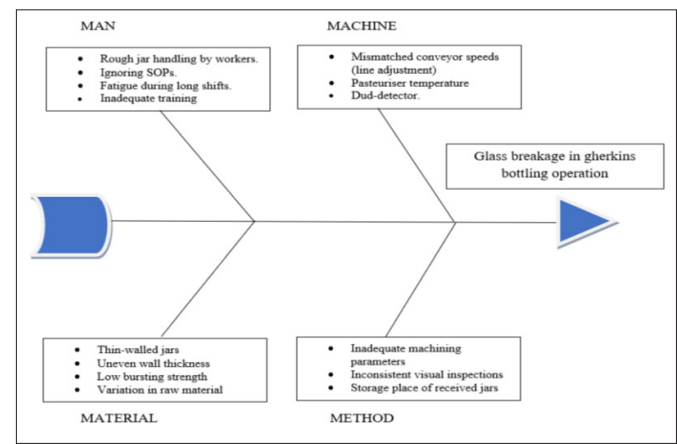 MAN
• Rough jar handling by workers.
• Ignoring SOPs.
• Fatigue during long shifts.
• Inadequate training
MACHINE
• Mismatched conveyor speeds
(line adjustment)
• Pasteuriser temperature
• Dud-detector.
Glass breakage in gherkins
bottling operation
• Thin-walled jars
• Uneven wall thickness
• Low bursting strength
• Variation in raw material
MATERIAL
• Inadequate machining
parameters
• Inconsistent visual inspections
• Storage place of received jars
METHOD